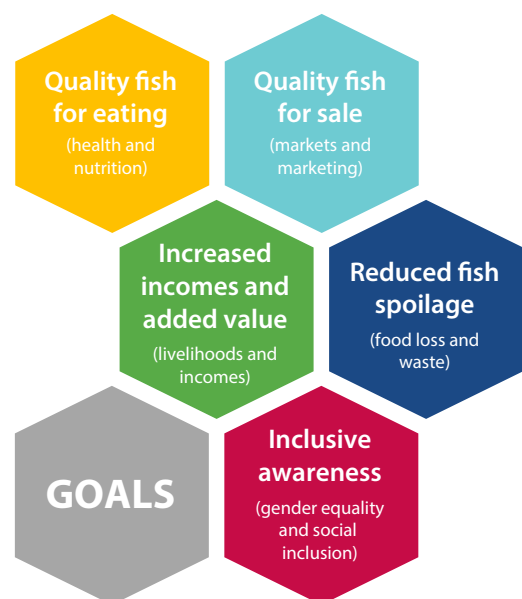 Quality fish
for eating
(health and
nutrition)
Quality fish
for sale
(markets and
marketing)
Increased
incomes and
added value
(livelihoods and
incomes)
Reduced fish
spoilage
(food loss and
waste)
GOALS
Inclusive
awareness
(gender equality
and social
inclusion)